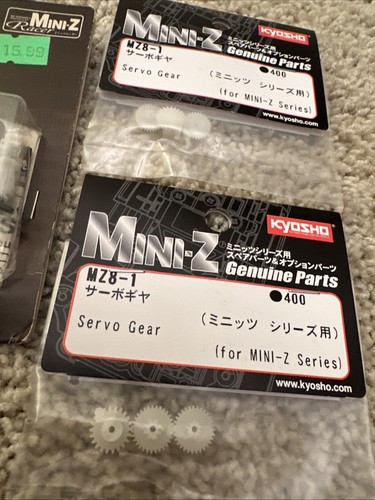 MINI-Z
Racer
15.99
MINI-Z
KYOSHO
ミニッツシリーズ用
スペアパーツ&オプションパーツ
Genuine Parts
MZ8-1
サーボギヤ
●400
Servo Gear
(ミニッツ シリーズ用)
(for MINI-Z Series)
www.kyosho.com
MINI-Z
KYOSHO
ミニッツシリーズ用
スペアパーツ&オプションパーツ
Genuine Parts
MZ8-1
サーボギヤ
●400
Servo Gear
(ミニッツ シリーズ用)
(for MINI-Z Series)
www.kyosho.com